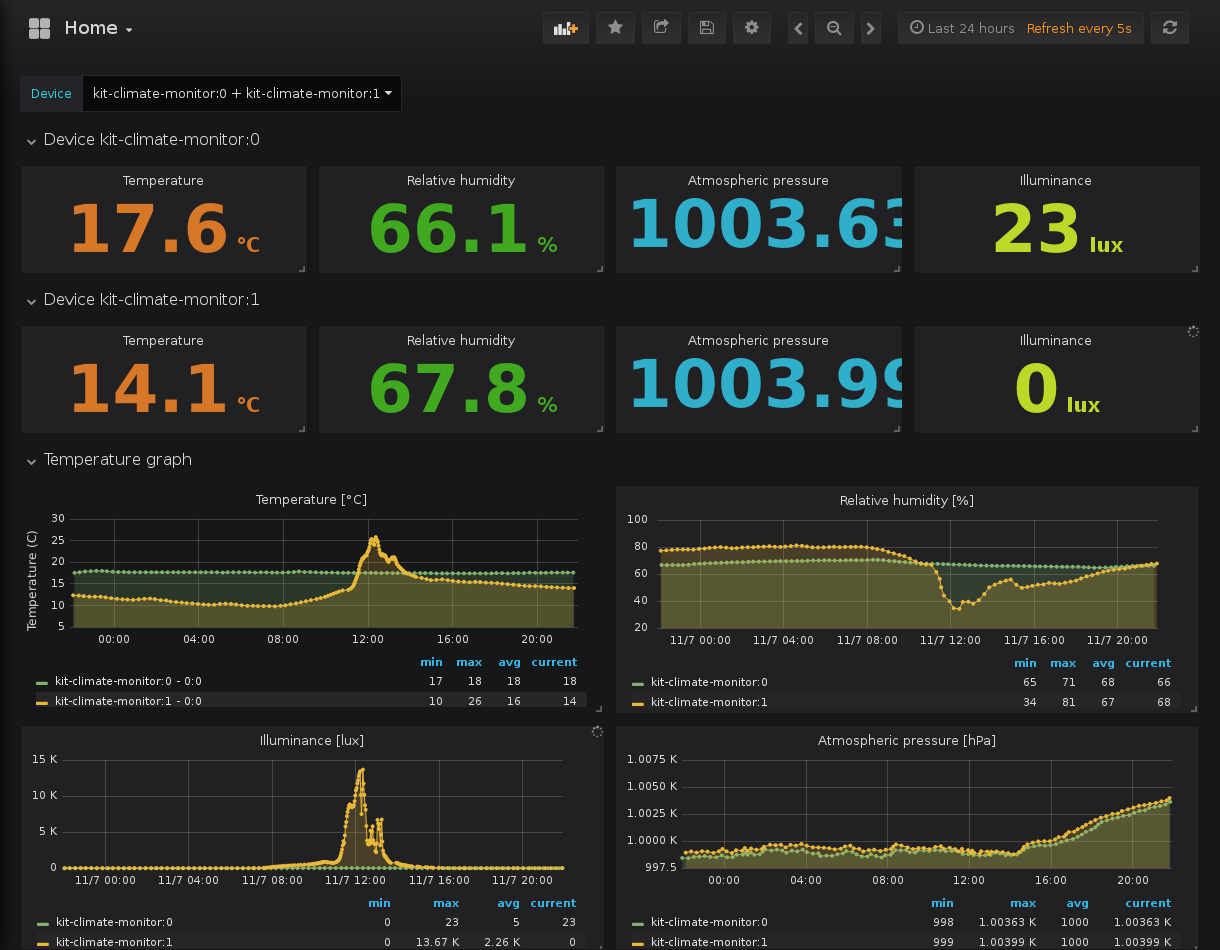 Home
Last 24 hours Refresh every 5s
Device kit-climate-monitor:0 + kit-climate-monitor:1
Device kit-climate-monitor:0
Temperature Relative humidity Atmospheric pressure Illuminance
17.6 °C 66.1 % 1003.63 23 lux
Device kit-climate-monitor:1
Temperature Relative humidity Atmospheric pressure Illuminance
14.1 °C 67.8 % 1003.99 0 lux
Temperature graph
Temperature [°C]
Temperature (C)
30
25
20
15
10
5
00:00 04:00 08:00 12:00 16:00 20:00
min max avg current
kit-climate-monitor:0 - 0:0 17 18 18 18
kit-climate-monitor:1 - 0:0 10 26 16 14
Relative humidity [%]
100
80
60
40
20
11/7 00:00 11/7 04:00 11/7 08:00 11/7 12:00 11/7 16:00 11/7 20:00
min max avg current
kit-climate-monitor:0 65 71 68 66
kit-climate-monitor:1 34 81 67 68
Illuminance [lux]
15 K
10 K
5 K
0
11/7 00:00 11/7 04:00 11/7 08:00 11/7 12:00 11/7 16:00 11/7 20:00
min max avg current
kit-climate-monitor:0 0 23 5 23
kit-climate-monitor:1 0 13.67 K 2.26 K 0
Atmospheric pressure [hPa]
1.0075 K
1.0050 K
1.0025 K
1.0000 K
997.5
00:00 04:00 08:00 12:00 16:00 20:00
min max avg current
kit-climate-monitor:0 998 1.00363 K 1000 1.00363 K
kit-climate-monitor:1 999 1.00399 K 1000 1.00399 K